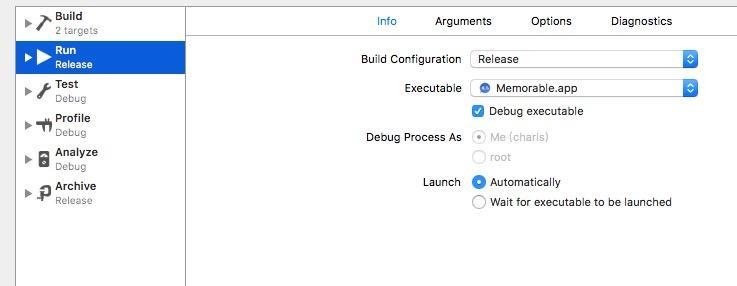 Build
2 targets
Run
Release
Test
Debug
Profile
Debug
Analyze
Debug
Archive
Release
Info Arguments Options Diagnostics
Build Configuration Release
Executable Memorable.app
Debug executable
Debug Process As Me (charis)
root
Launch Automatically
Wait for executable to be launched